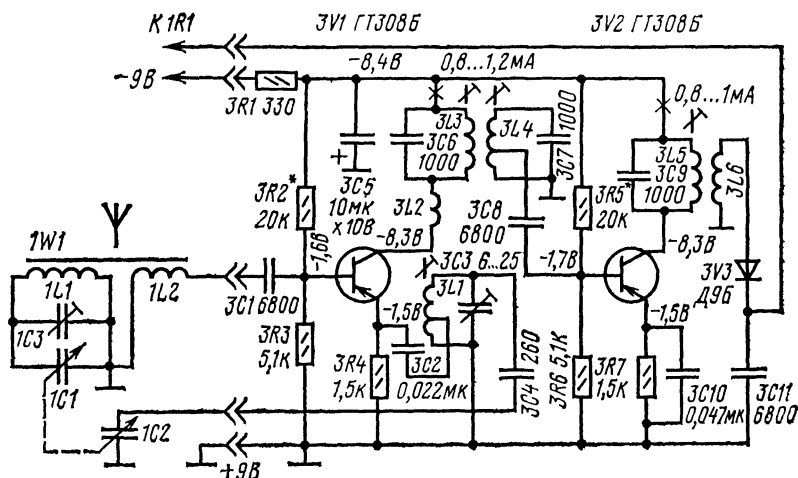 К 1R1
3V1 ГТ308Б
3V2 ГТ308Б
−9В
3R1 330
−8,4В
0,8...1,2мА
0,8...1мА
3L3
3C6
1000
3L4
3C7
1000
3L5
3C9
1000
3L6
+
3C5
10мк
x10В
3R2*
20к
3L2
3C8
6800
3R5*
20к
−1,6В
−8,3В
−1,7В
−8,3В
3V3
Д9Б
1W1
1L1
1L2
3C1 6800
3C3 6...25
3L1
−1,5В
−1,5В
1C3
1C1
3R3
5,1к
3R4
1,5к
3C2
0,022мк
3C4 260
3R6 5,1к
3R7
1,5к
3C10
0,047мк
3C11
6800
1C2
+9В